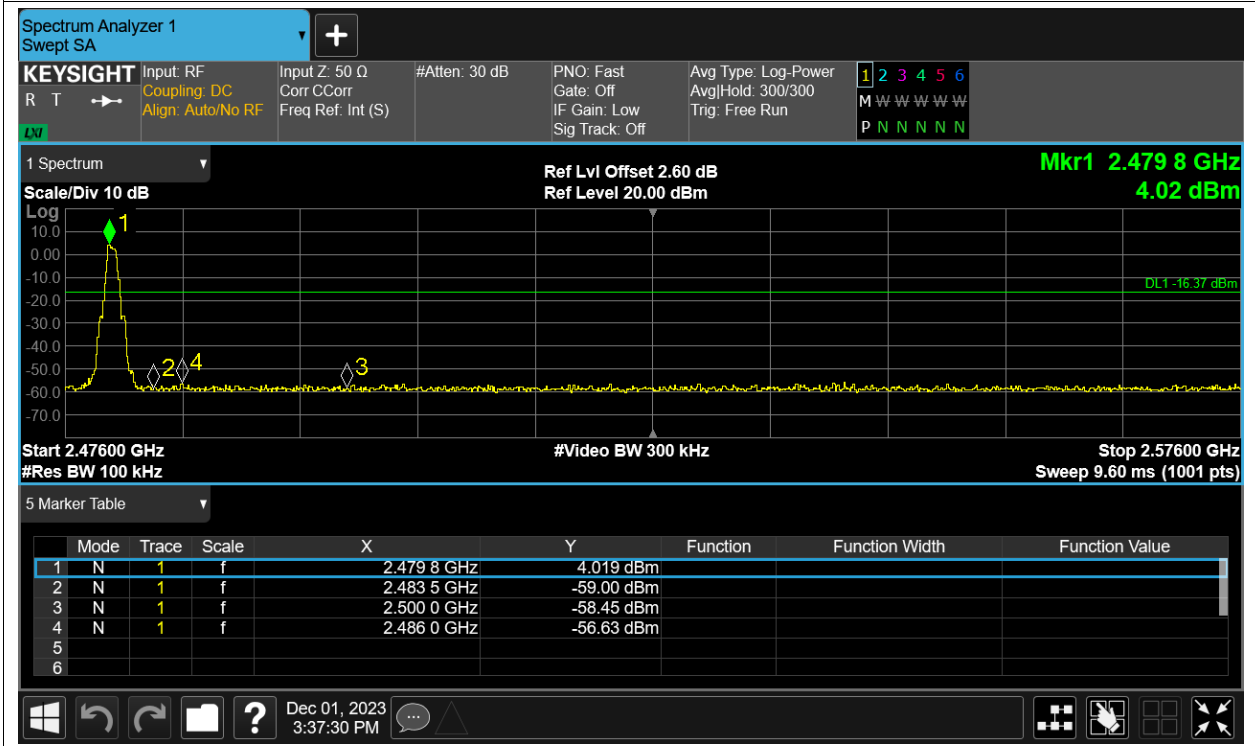 Spectrum Analyzer 1
Swept SA
+
KEYSIGHT
R T
LXI
Input: RF
Coupling: DC
Align: Auto/No RF
Input Z: 50 Ω
Corr CCorr
Freq Ref: Int (S)
#Atten: 30 dB
PNO: Fast
Gate: Off
IF Gain: Low
Sig Track: Off
Avg Type: Log-Power
Avg|Hold: 300/300
Trig: Free Run
1 2 3 4 5 6
M W W W W W
P N N N N N
1 Spectrum
Scale/Div 10 dB
Ref Lvl Offset 2.60 dB
Ref Level 20.00 dBm
Mkr1 2.479 8 GHz
4.02 dBm
Log
10.0
0.00
-10.0
-20.0
-30.0
-40.0
-50.0
-60.0
-70.0
1
DL1 -16.37 dBm
2
4
3
Start 2.47600 GHz
#Res BW 100 kHz
#Video BW 300 kHz
Stop 2.57600 GHz
Sweep 9.60 ms (1001 pts)
5 Marker Table
Mode Trace Scale X Y Function Function Width Function Value
1 N 1 f 2.479 8 GHz 4.019 dBm
2 N 1 f 2.483 5 GHz -59.00 dBm
3 N 1 f 2.500 0 GHz -58.45 dBm
4 N 1 f 2.486 0 GHz -56.63 dBm
5
6
?
Dec 01, 2023
3:37:30 PM